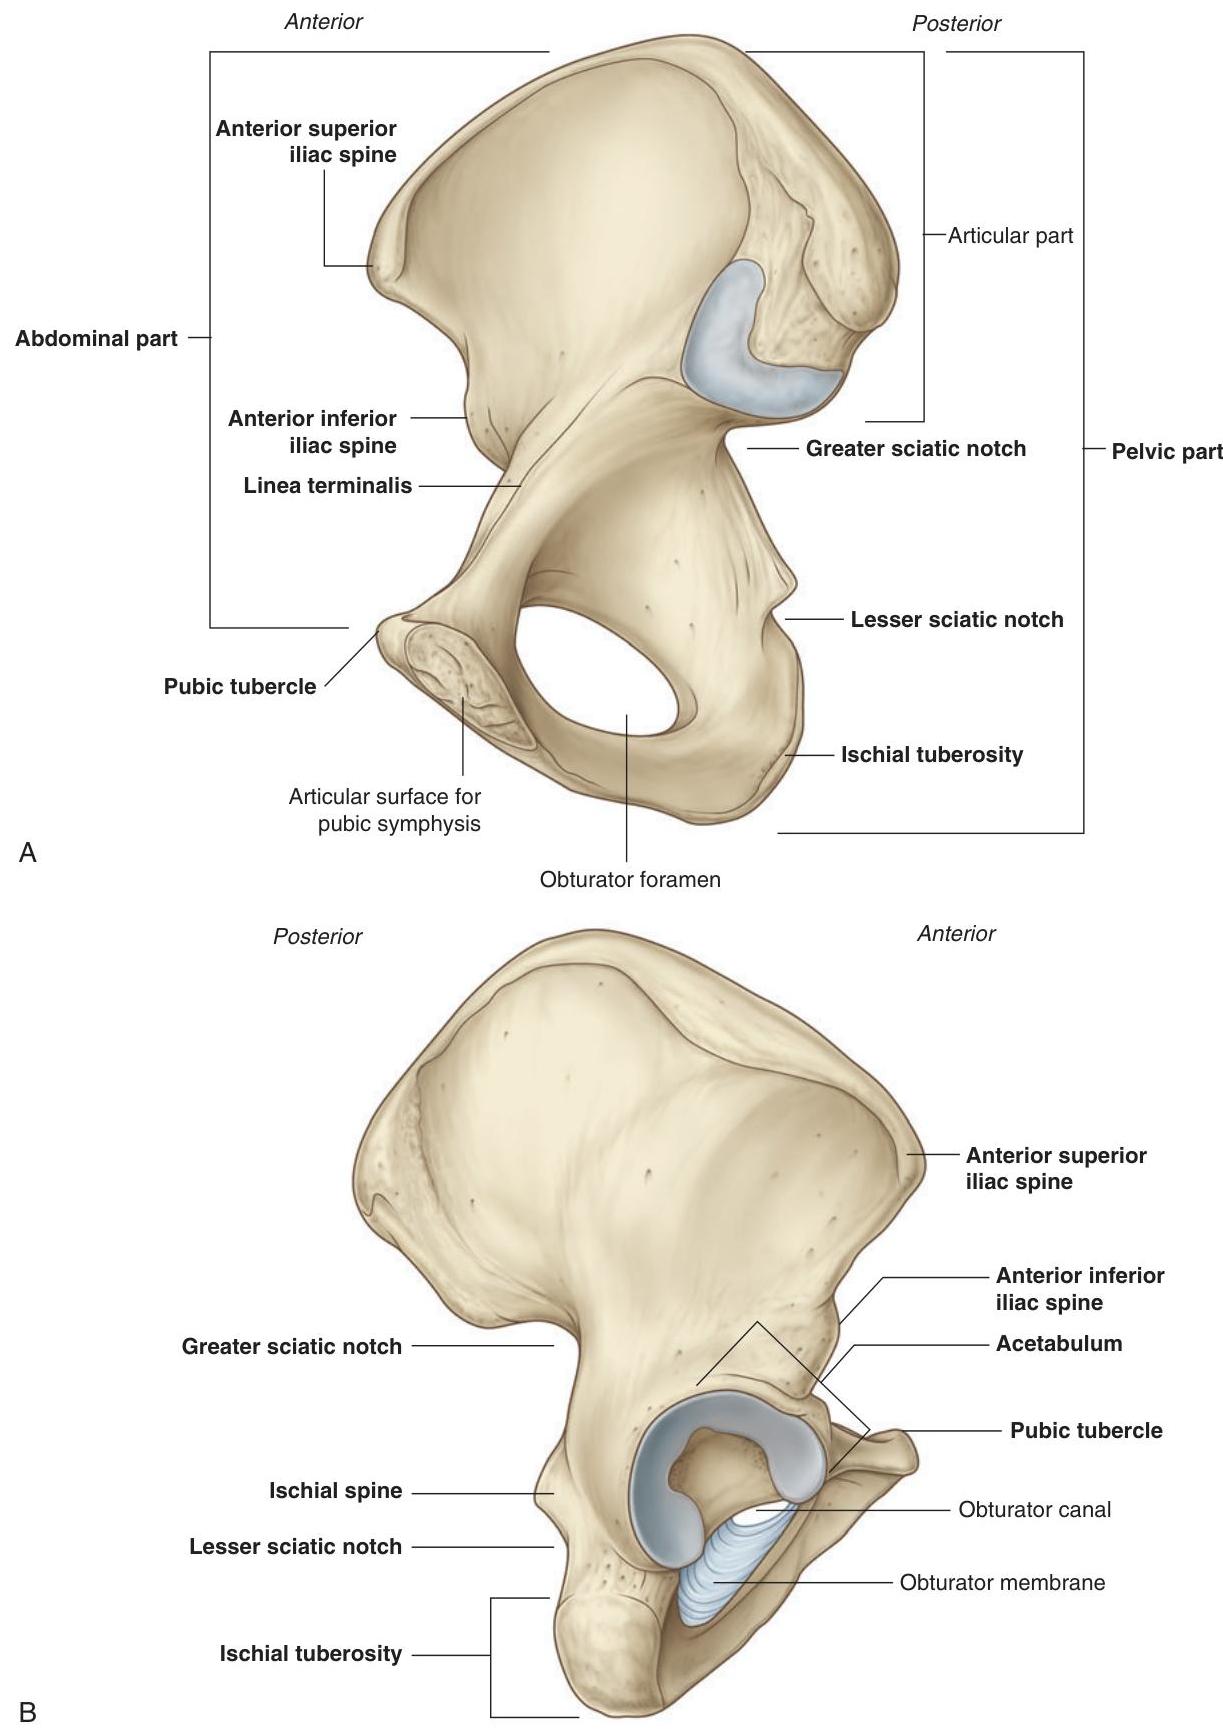 Anterior
Posterior
Anterior superior
iliac spine
Articular part
Abdominal part
Anterior inferior
iliac spine
Greater sciatic notch
Pelvic part
Linea terminalis
Lesser sciatic notch
Pubic tubercle
Ischial tuberosity
Articular surface for
pubic symphysis
A
Obturator foramen
Posterior
Anterior
Anterior superior
iliac spine
Anterior inferior
iliac spine
Greater sciatic notch
Acetabulum
Pubic tubercle
Ischial spine
Obturator canal
Lesser sciatic notch
Obturator membrane
Ischial tuberosity
B